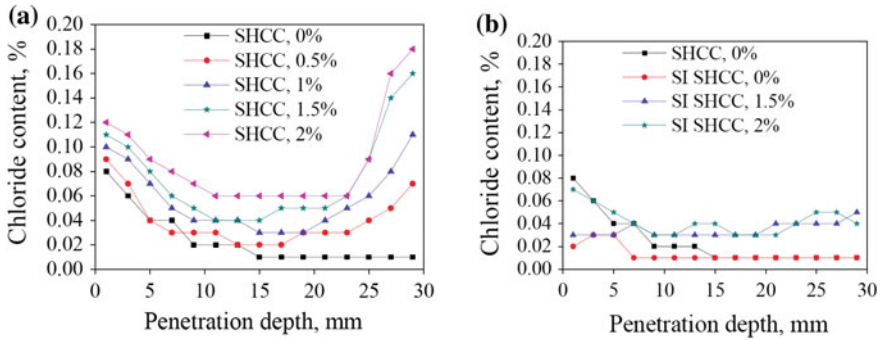 (a)
0.20
0.18
0.16
0.14
0.12
0.10
0.08
0.06
0.04
0.02
0.00
Chloride content, %
SHCC, 0%
SHCC, 0.5%
SHCC, 1%
SHCC, 1.5%
SHCC, 2%
0 5 10 15 20 25 30
Penetration depth, mm
(b)
0.20
0.18
0.16
0.14
0.12
0.10
0.08
0.06
0.04
0.02
0.00
Chloride content, %
SHCC, 0%
SI SHCC, 0%
SI SHCC, 1.5%
SI SHCC, 2%
0 5 10 15 20 25 30
Penetration depth, mm